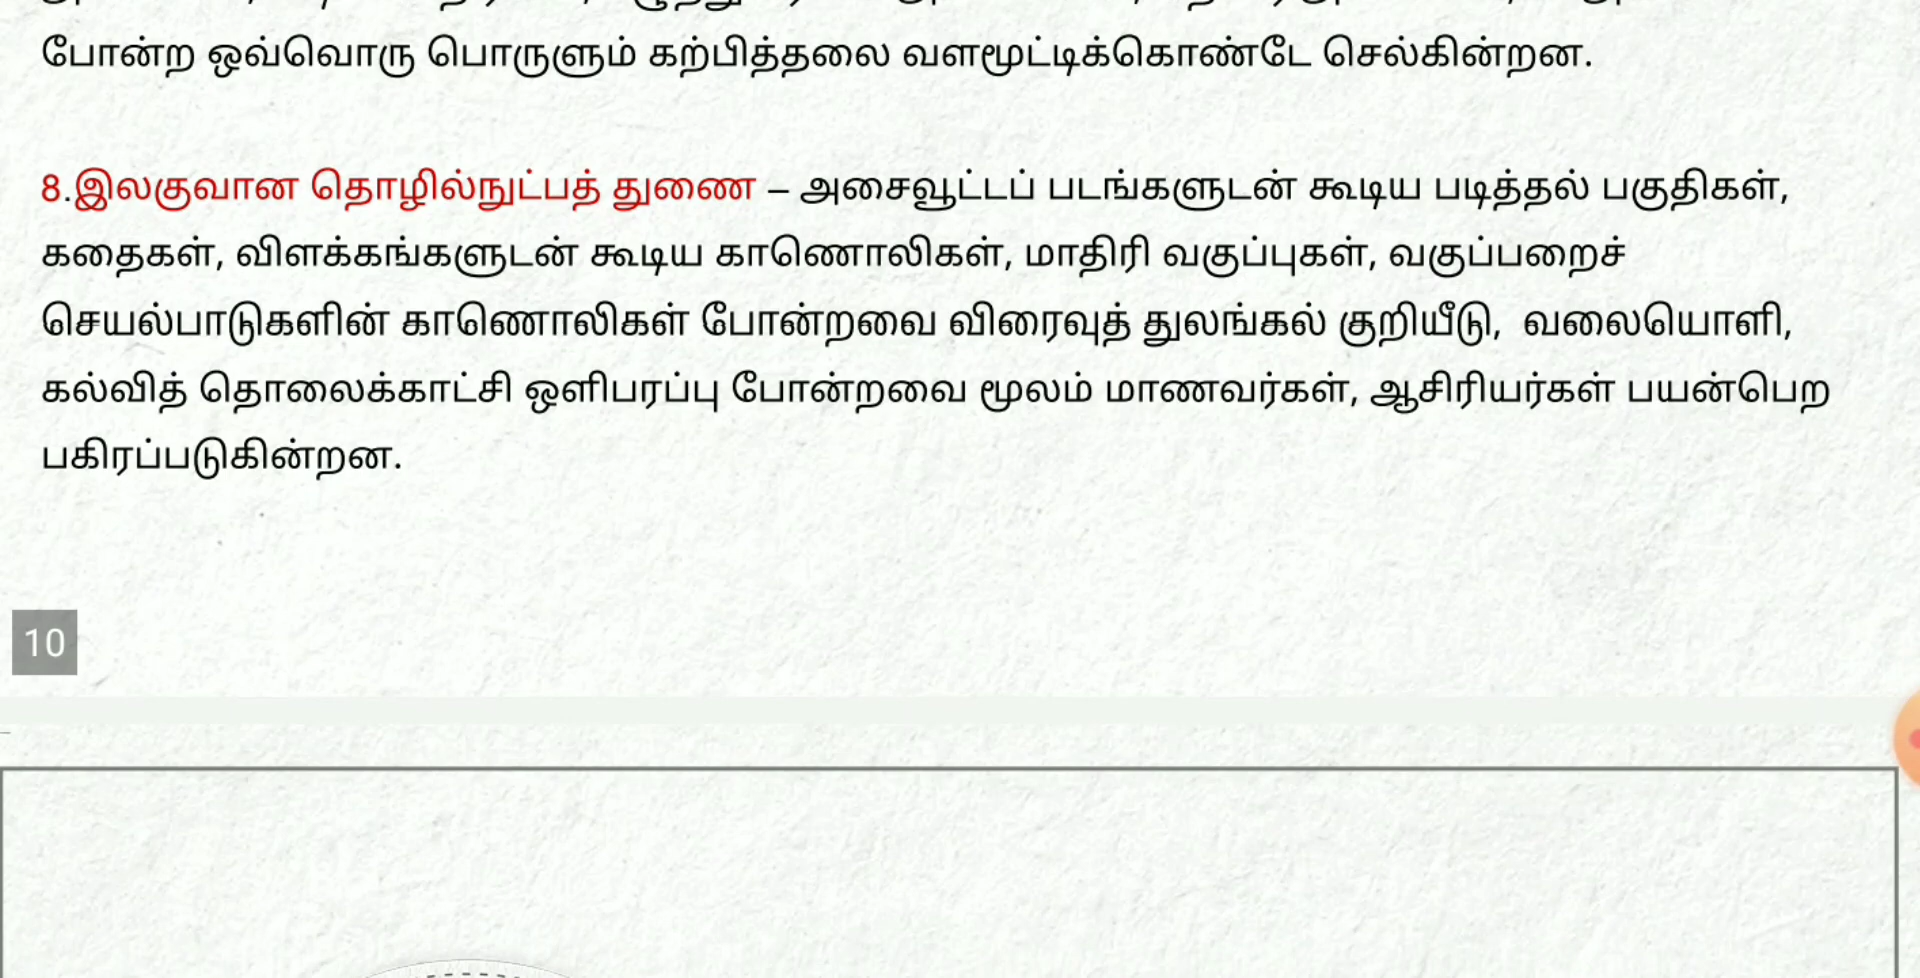 போன்ற ஒவ்வொரு பொருளும் கற்பித்தலை வளமூட்டிக்கொண்டே செல்கின்றன.
8.இலகுவான தொழில்நுட்பத் துணை – அசைவூட்டப் படங்களுடன் கூடிய படித்தல் பகுதிகள்,
கதைகள், விளக்கங்களுடன் கூடிய காணொலிகள், மாதிரி வகுப்புகள், வகுப்பறைச்
செயல்பாடுகளின் காணொலிகள் போன்றவை விரைவுத் துலங்கல் குறியீடு, வலையொளி,
கல்வித் தொலைக்காட்சி ஒளிபரப்பு போன்றவை மூலம் மாணவர்கள், ஆசிரியர்கள் பயன்பெற
பகிரப்படுகின்றன.
10